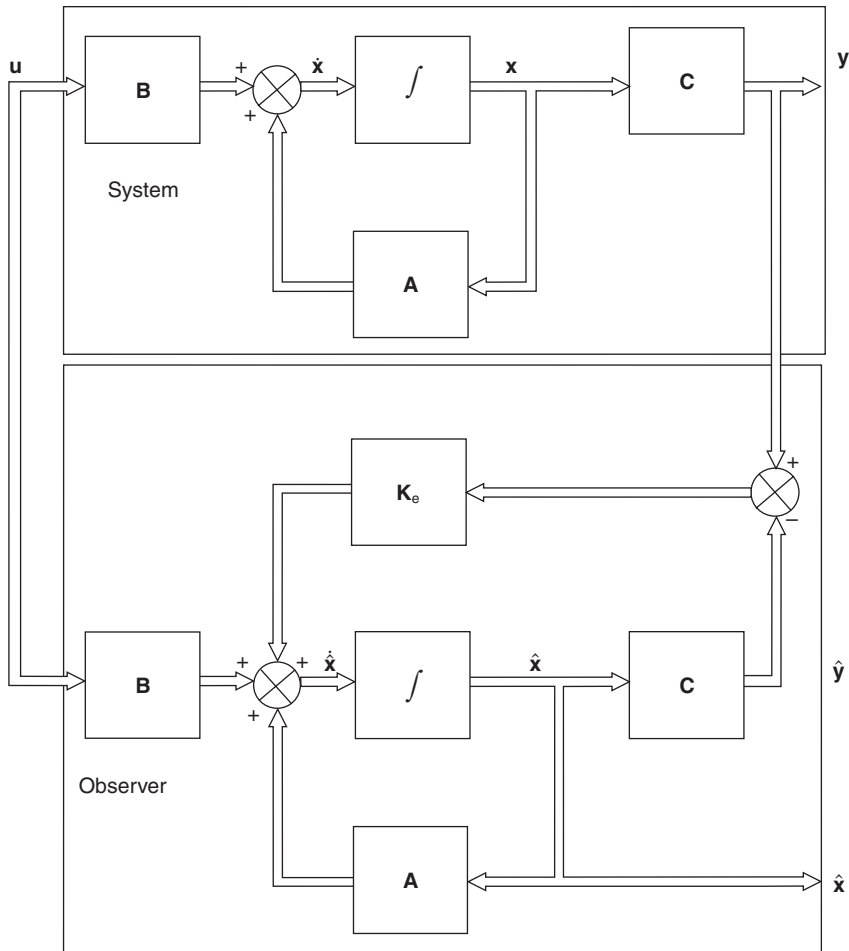 u
B
+
+
ẋ
∫
x
C
y
System
A
K_e
+
−
B
+
+
+
x̂̇
∫
x̂
C
ŷ
Observer
A
x̂